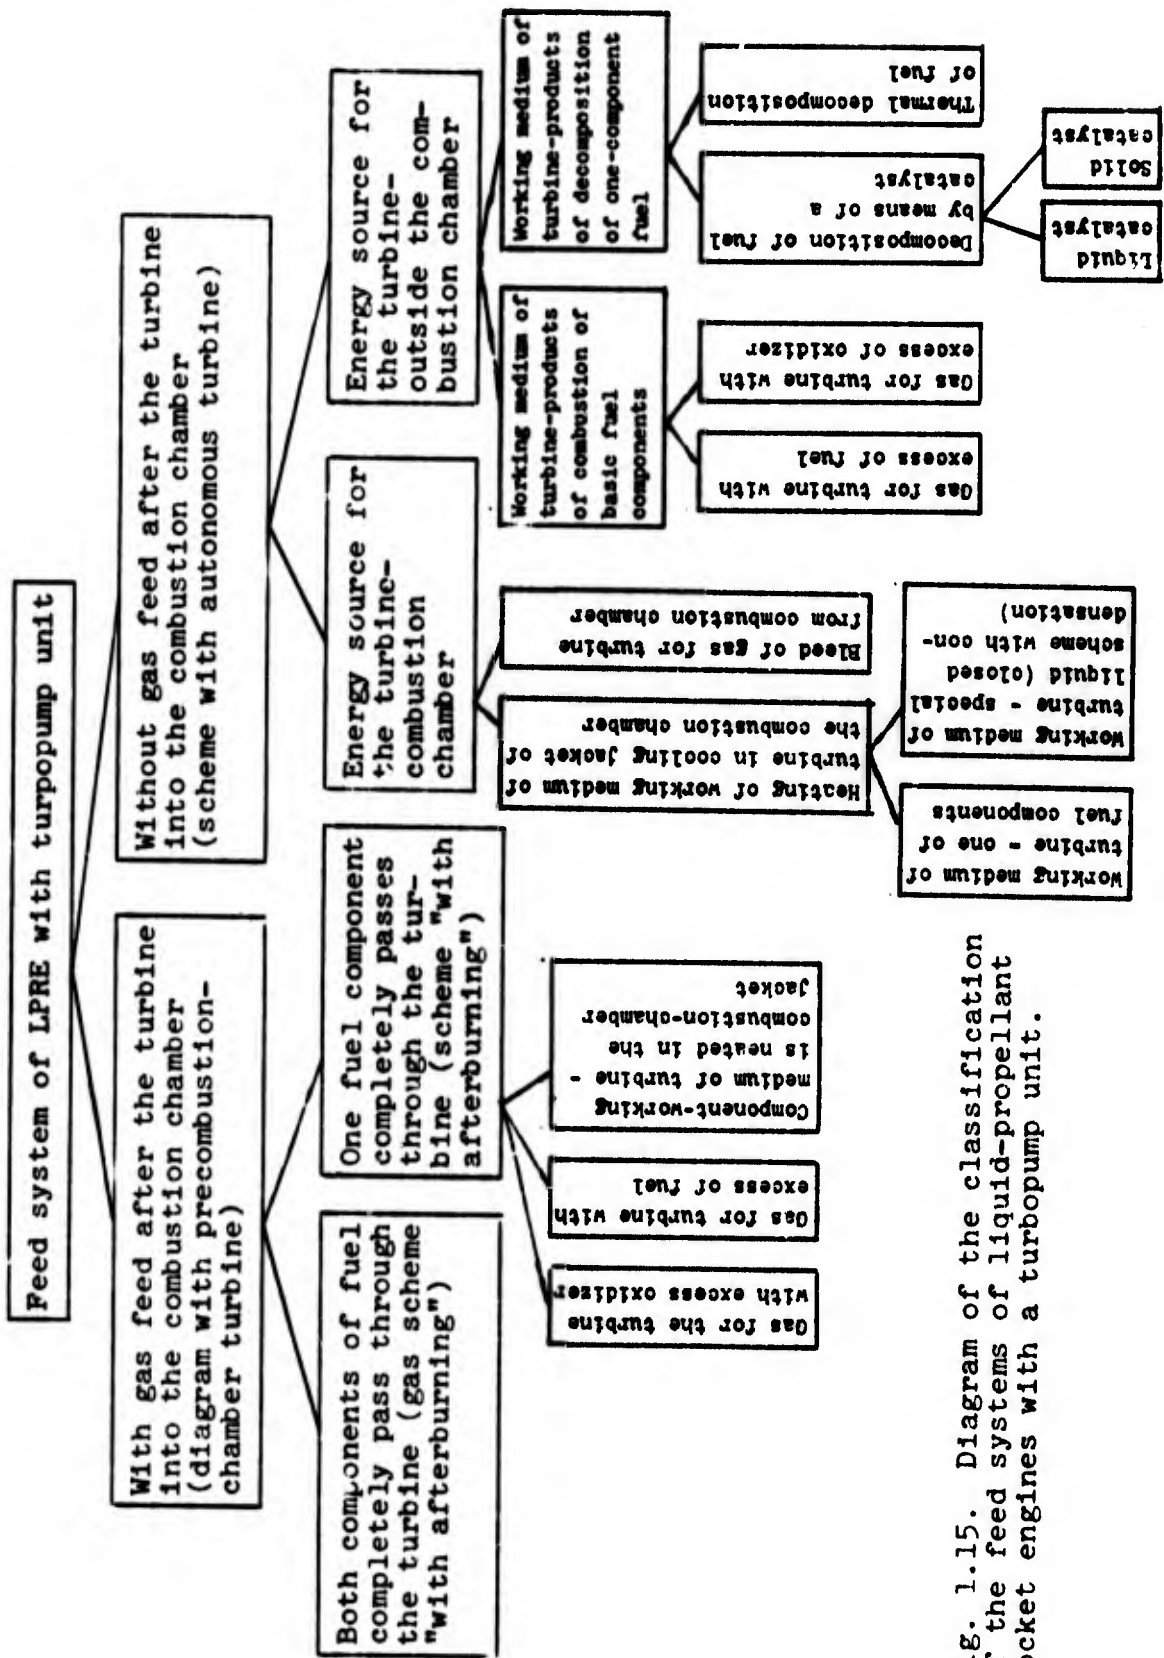 Feed system of LPRE with turpopump unit
With gas feed after the turbine
into the combustion chamber
(diagram with precombustion-
chamber turbine)
Without gas feed after the turbine
into the combustion chamber
(scheme with autonomous turbine)
Both components of fuel
completely pass through
the turbine (gas scheme
"with afterburning")
One fuel component
completely passes
through the tur-
bine (scheme "with
afterburning")
Energy source for
the turbine-
combustion
chamber
Energy source for
the turbine-
outside the com-
bustion chamber
Gas for the turbine
with excess oxidizer
Gas for turbine with
excess of fuel
Component-working
medium of turbine -
is heated in the
combustion-chamber
jacket
Heating of working medium of
turbine in cooling jacket of
the combustion chamber
Bleed of gas for turbine
from combustion chamber
Working medium of
turbine-products
of combustion of
basic fuel
components
Working medium of
turbine-products
of decomposition
of one-component
fuel
Working medium of
turbine - one of
fuel components
Working medium of
turbine - special
liquid (closed
scheme with con-
densation)
Gas for turbine with
excess of fuel
Gas for turbine with
excess of oxidizer
Decomposition of fuel
by means of a
catalyst
Thermal decomposition
of fuel
Liquid
catalyst
Solid
catalyst
g. 1.15. Diagram of the classification
the feed systems of liquid-propellant
ocket engines with a turbopump unit.